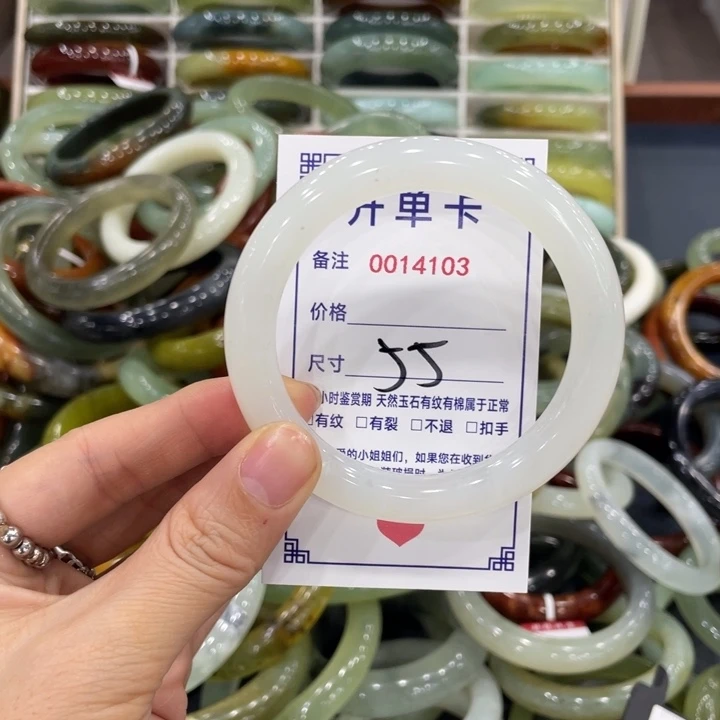 开单卡
备注 0014103
价格
尺寸 55
小时鉴赏期 天然玉石有纹有棉属于正常
□有纹 □有裂 □不退 □扣手
爱的小姐姐们，如果您在收到